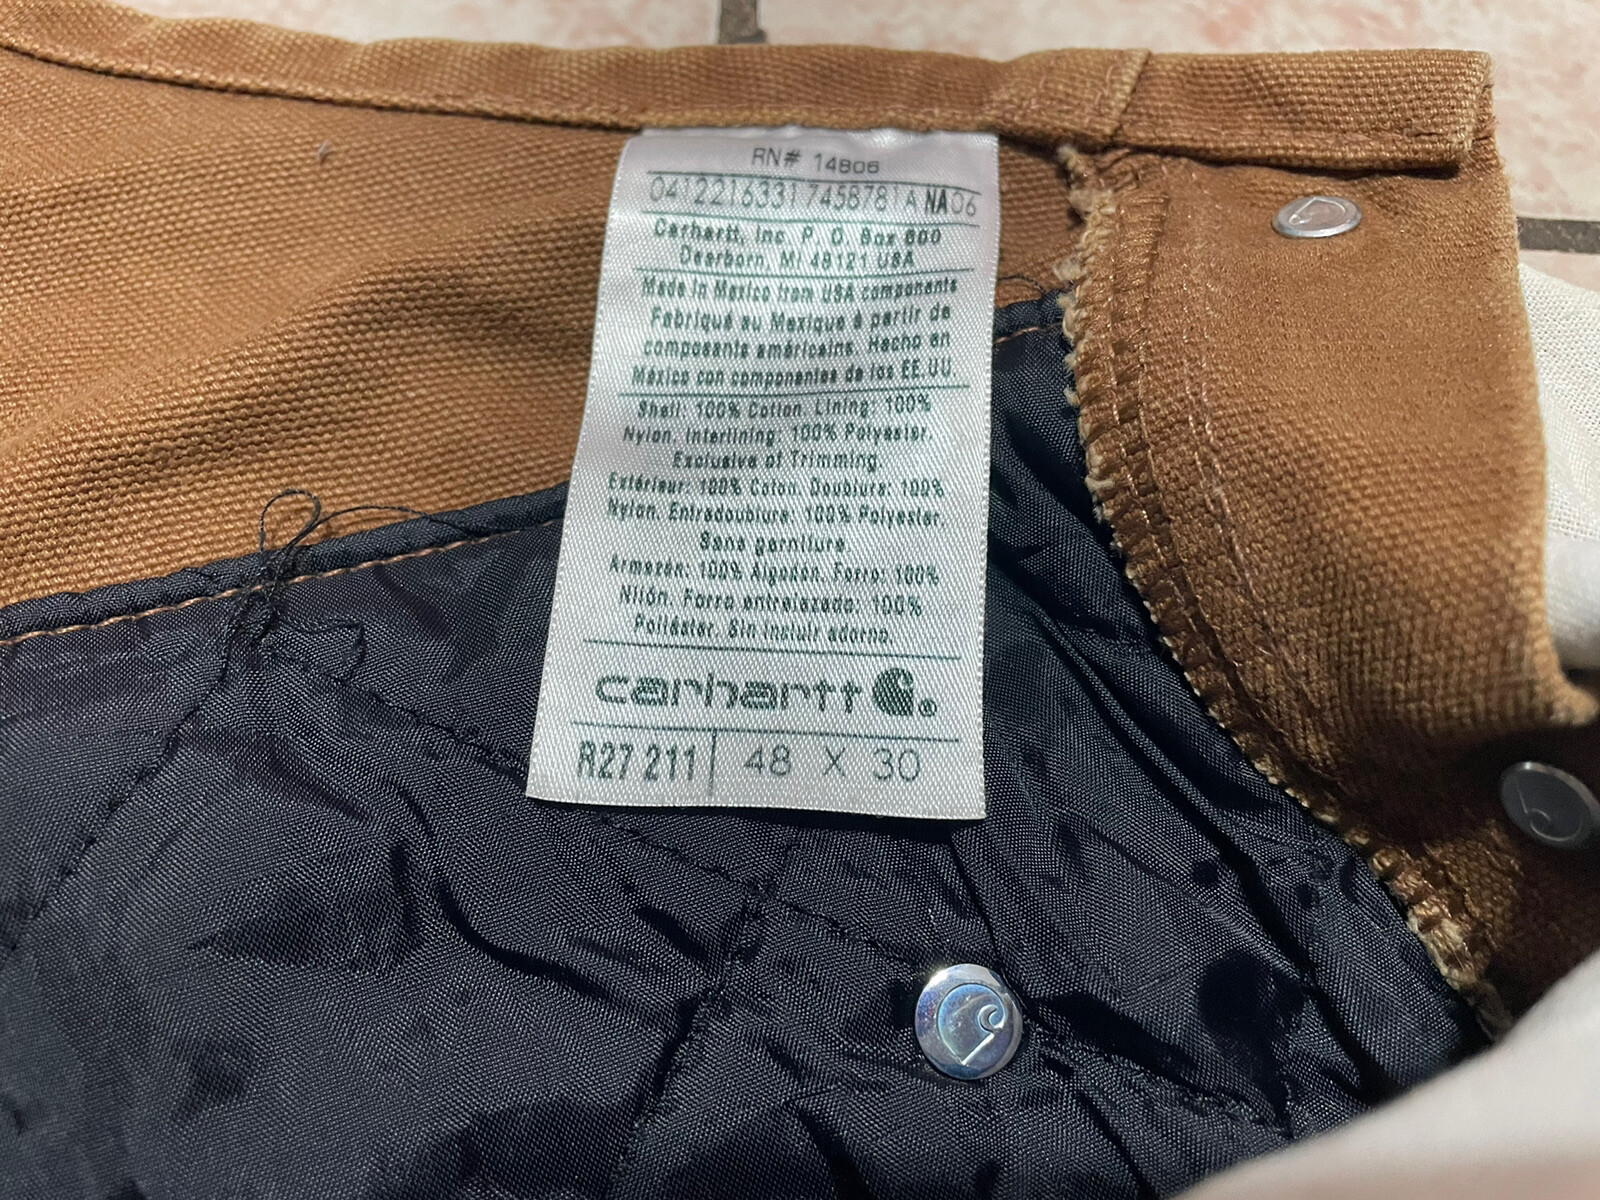 RN# 14806
04122163317458781A NA06
Carhartt, Inc. P. O. Box 600
Dearborn, MI 48121 USA
Made in Mexico from USA components
Fabriqué au Mexique à partir de
composants américains. Hecho en
México con componentes de los EE.UU.
Shell: 100% Cotton. Lining: 100%
Nylon. Interlining: 100% Polyester.
Exclusive of Trimming.
Extérieur: 100% Coton. Doublure: 100%
Nylon. Entredoublure: 100% Polyester.
Sans garniture
Armazón: 100% Algodón. Forro: 100%
Nilón. Forro entrelazado: 100%
Poliéster. Sin incluir adorno.
carhartt
R27 211 48 X 30